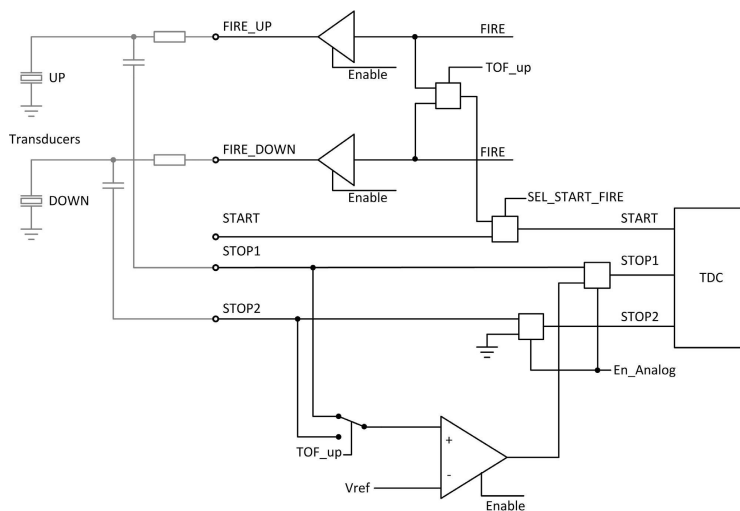 FIRE_UP
FIRE
Enable
TOF_up
UP
Transducers
FIRE_DOWN
FIRE
Enable
DOWN
SEL_START_FIRE
START
START
STOP1
STOP1
TDC
STOP2
STOP2
En_Analog
TOF_up
+
-
Vref
Enable